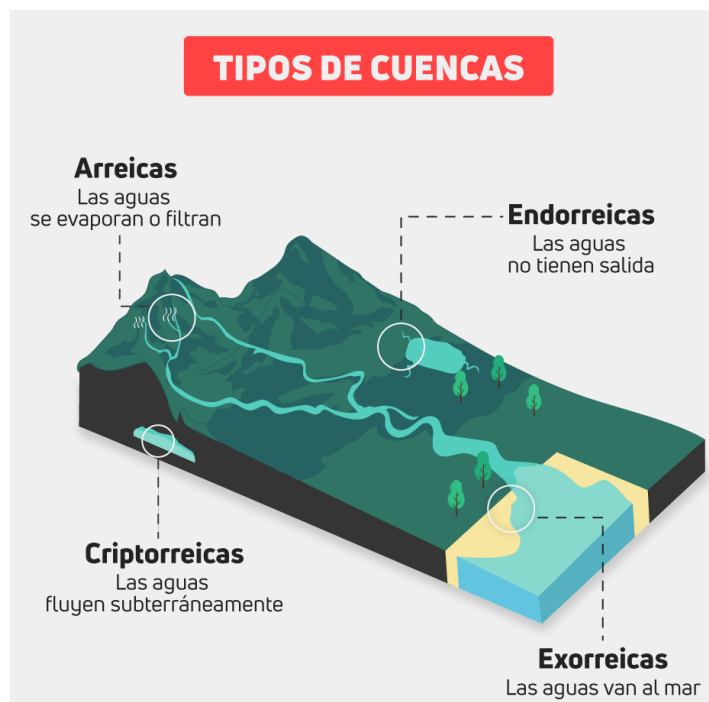 TIPOS DE CUENCAS
Arreicas
Las aguas
se evaporan o filtran
Endorreicas
Las aguas
no tienen salida
Criptorreicas
Las aguas
fluyen subterráneamente
Exorreicas
Las aguas van al mar